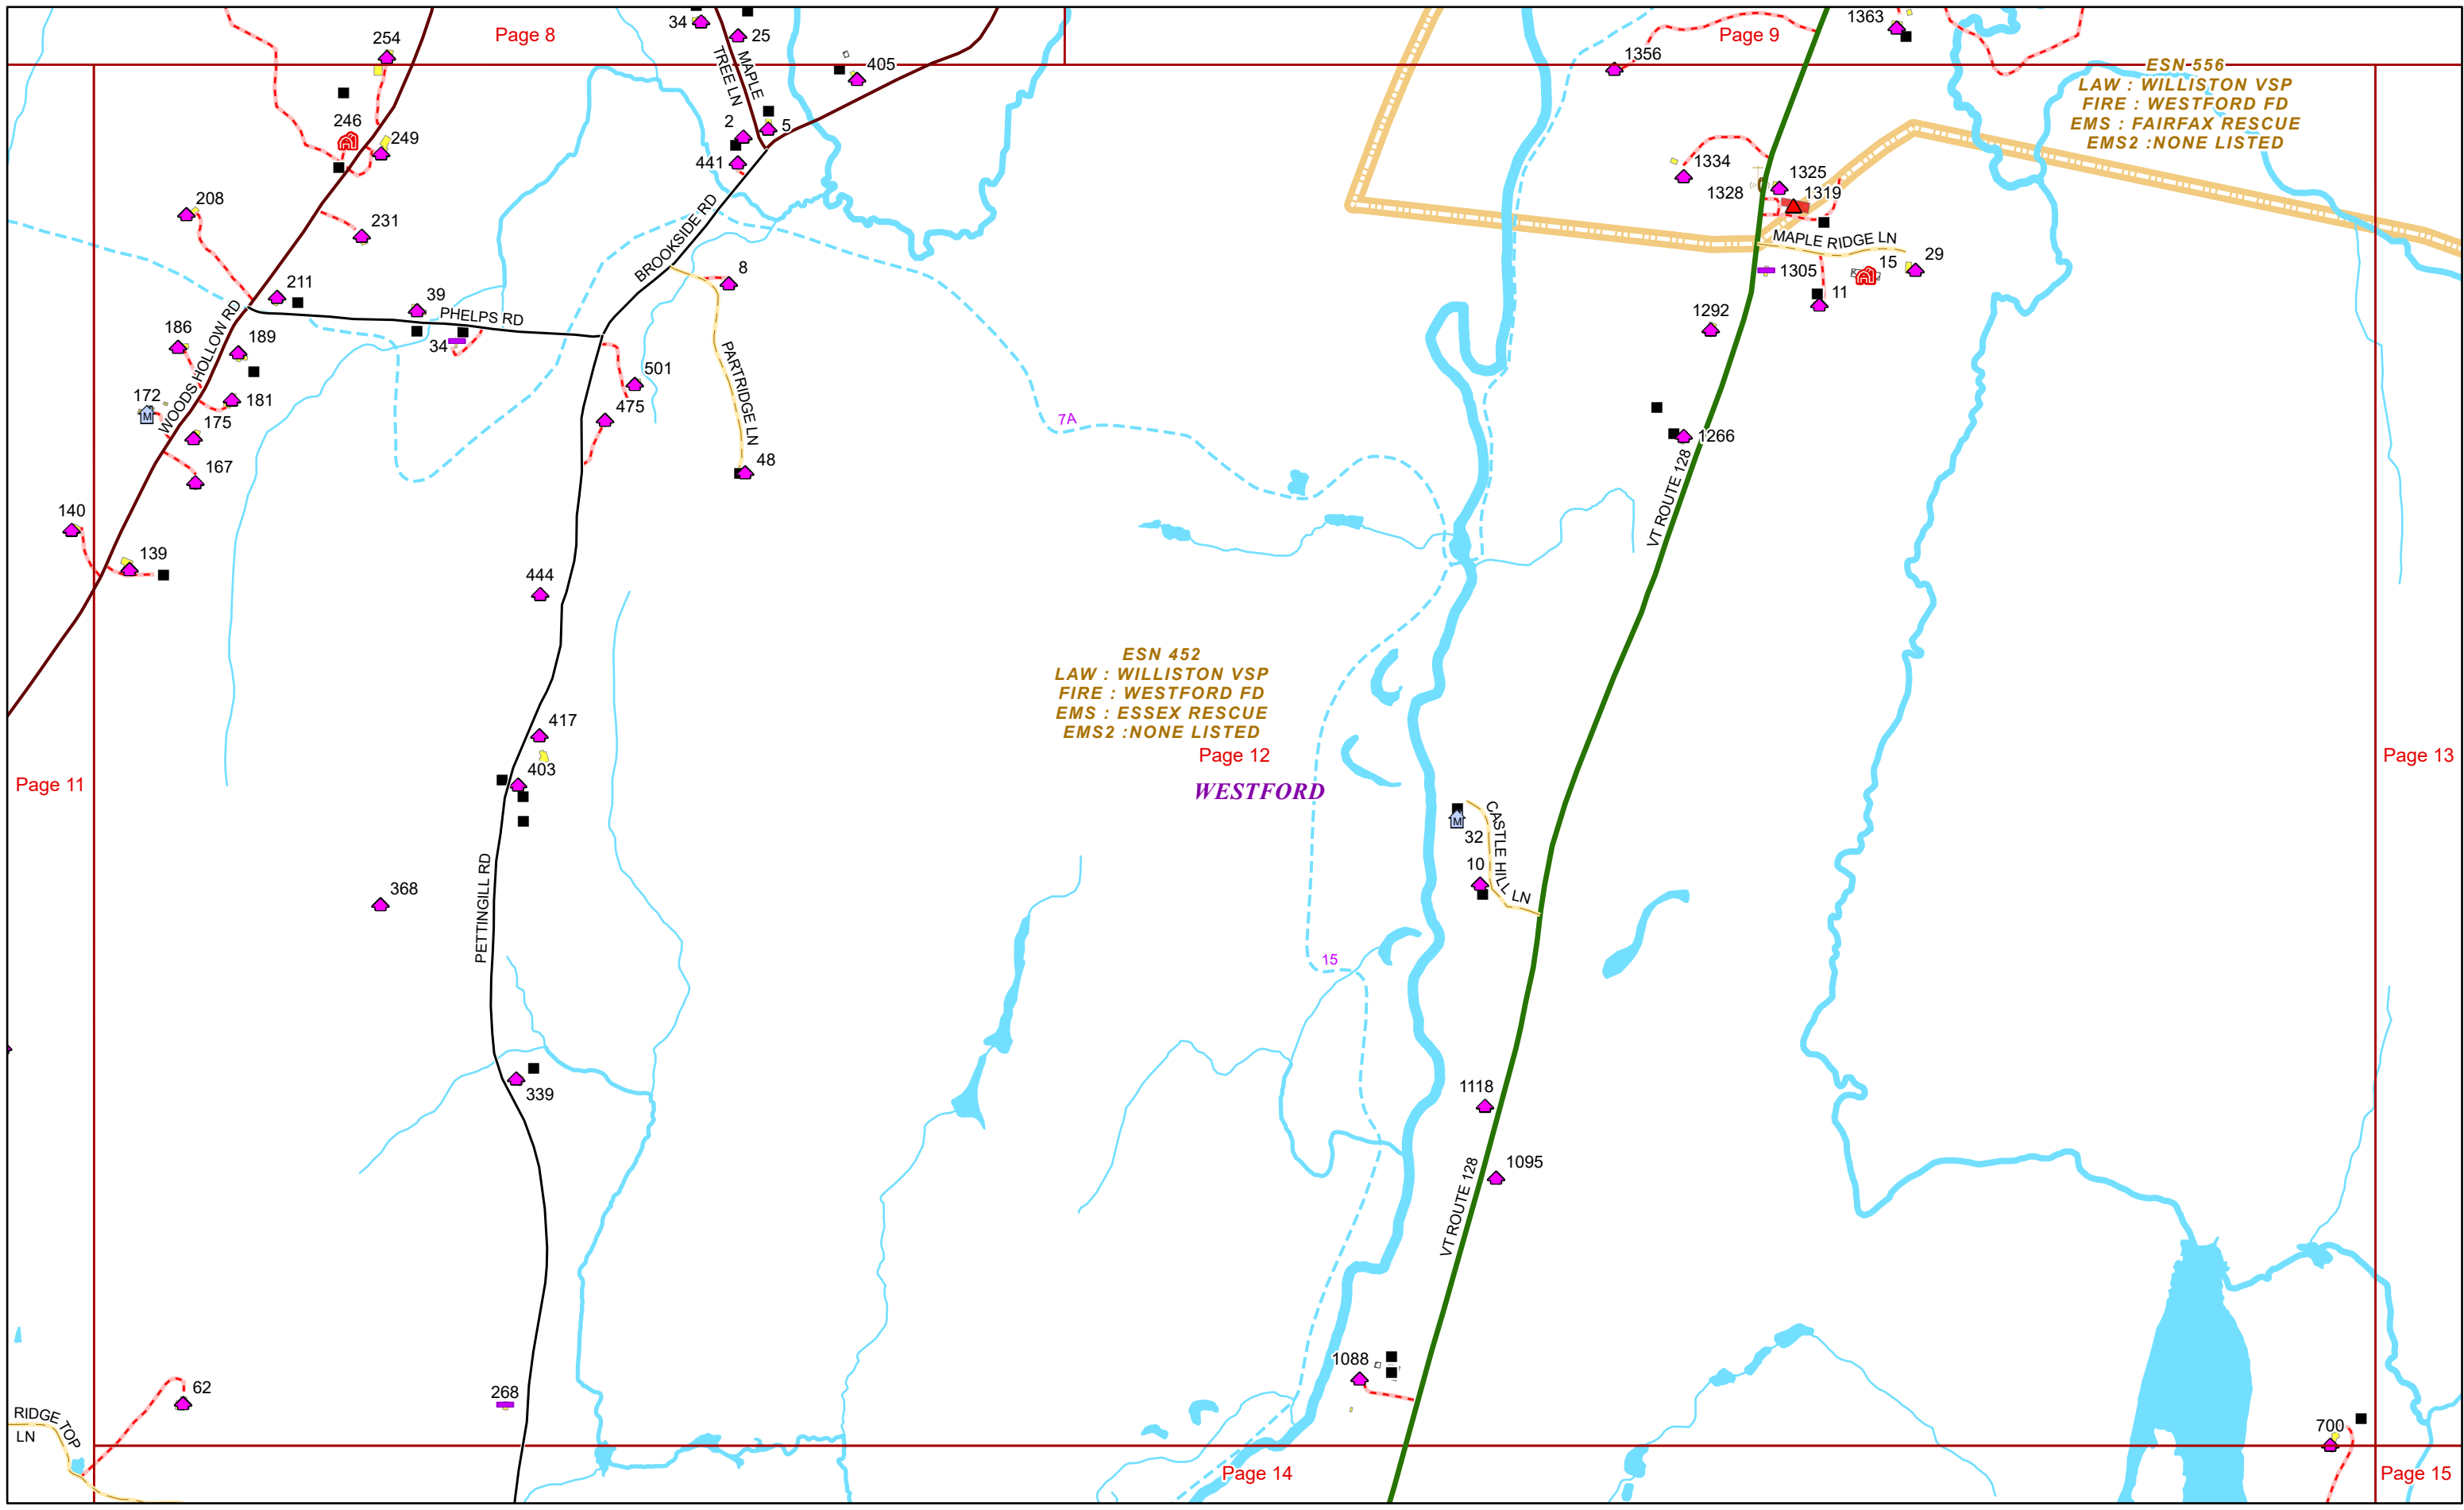 34
25
Page 8
254
405
MAPLE
TREE LN
246
249
2
5
441
208
231
BROOKSIDE RD
8
211
39
PHELPS RD
34
186
189
WOODS HOLLOW RD
172
181
175
167
501
475
PARTRIDGE LN
48
7A
140
139
444
1363
Page 9
1356
ESN 556
LAW : WILLISTON VSP
FIRE : WESTFORD FD
EMS : FAIRFAX RESCUE
EMS2 :NONE LISTED
1334
1325
1328
1319
MAPLE RIDGE LN
1305
15
29
11
1292
1266
VT ROUTE 128
ESN 452
LAW : WILLISTON VSP
FIRE : WESTFORD FD
EMS : ESSEX RESCUE
EMS2 :NONE LISTED
Page 12
WESTFORD
417
403
Page 11
Page 13
M
M
32
10
CASTLE HILL LN
368
PETTINGILL RD
15
339
1118
1095
VT ROUTE 128
1088
62
268
RIDGE TOP
LN
700
Page 14
Page 15